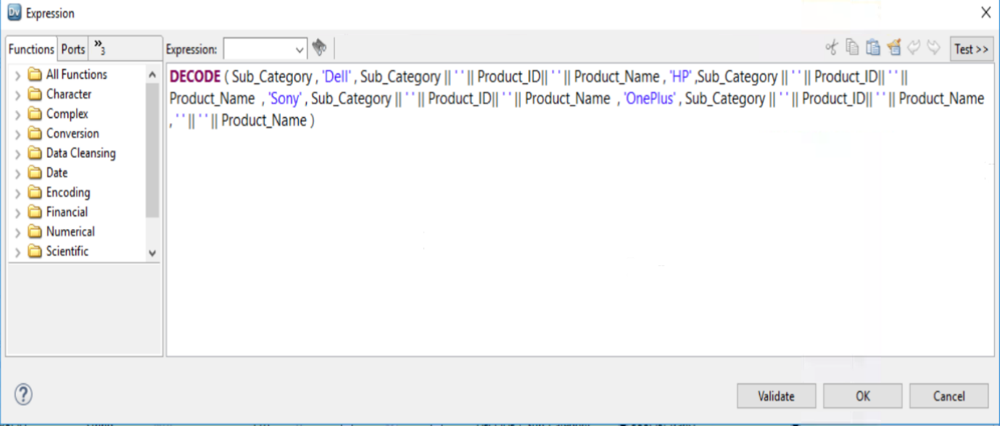 Dv Expression X
Functions Ports »3 Expression: Test >>
All Functions
Character
Complex
Conversion
Data Cleansing
Date
Encoding
Financial
Numerical
Scientific
DECODE ( Sub_Category , 'Dell' , Sub_Category || ' ' || Product_ID|| ' ' || Product_Name , 'HP' ,Sub_Category || ' ' || Product_ID|| ' ' ||
Product_Name , 'Sony' , Sub_Category || ' ' || Product_ID|| ' ' || Product_Name , 'OnePlus' , Sub_Category || ' ' || Product_ID|| ' ' || Product_Name
, ' ' || ' ' || Product_Name )
? Validate OK Cancel